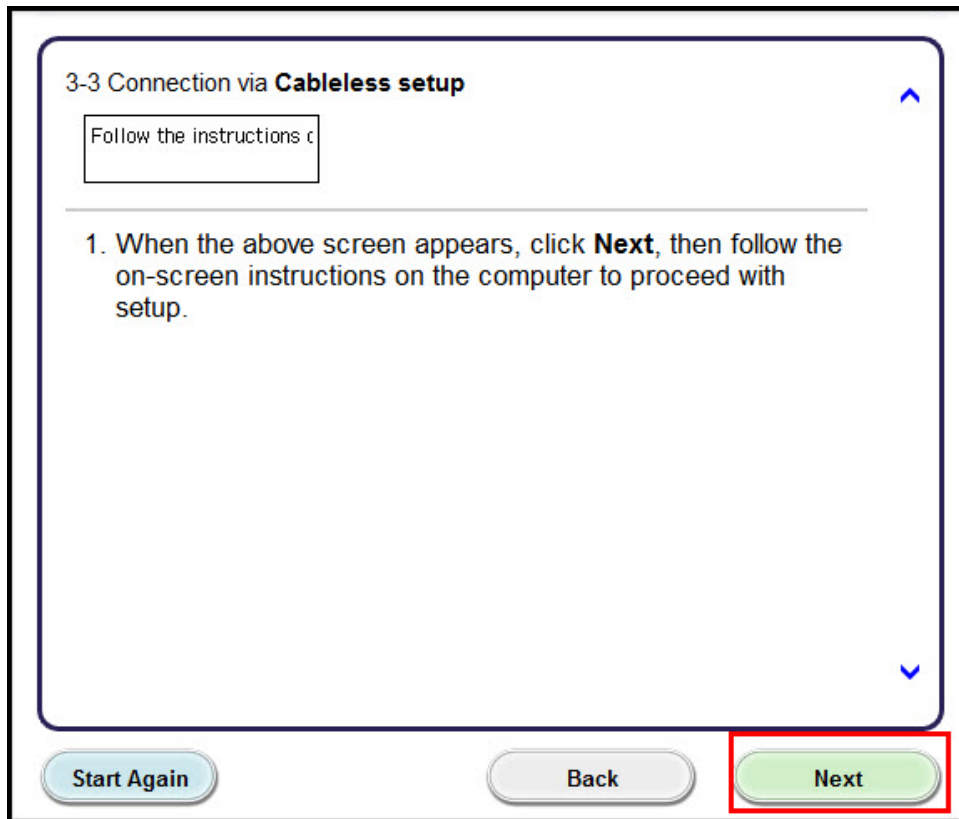 3-3 Connection via Cableless setup
Follow the instructions
1. When the above screen appears, click Next, then follow the
on-screen instructions on the computer to proceed with
setup.
Start Again
Back
Next